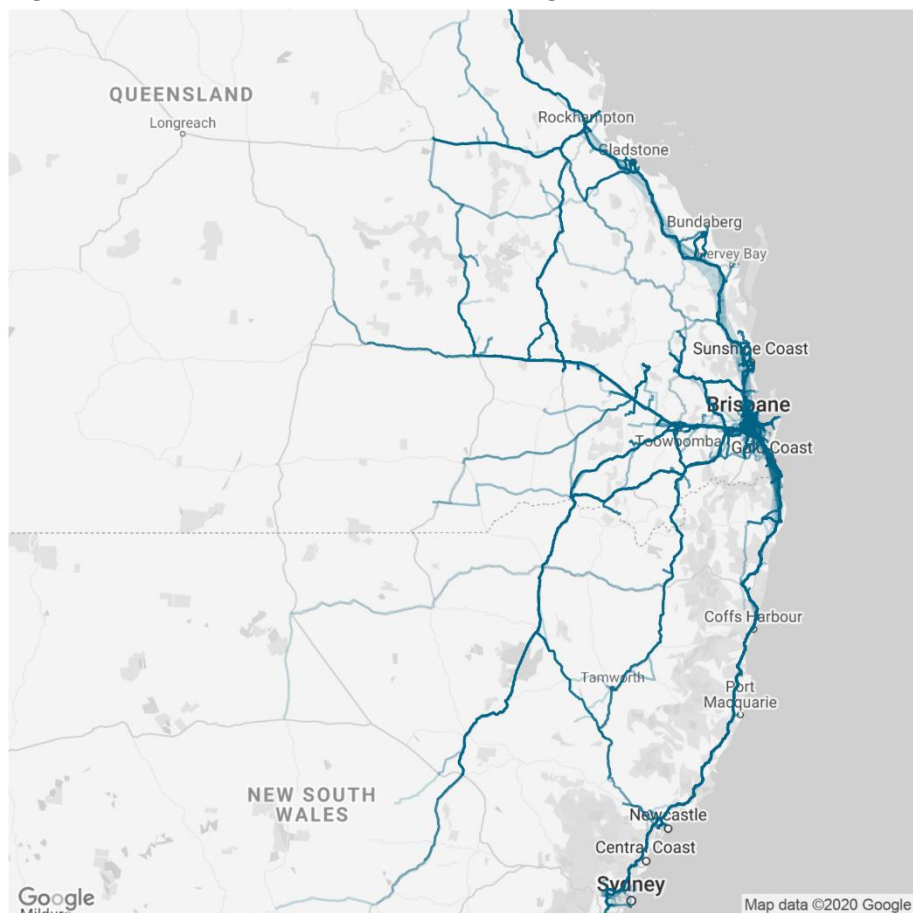 QUEENSLAND
Longreach
Rockhampton
Gladstone
Bundaberg
ervey Bay
Sunshine Coast
Brisbane
Toowoomba
Gold Coast
Coffs Harbour
Tamworth
Port
Macquarie
NEW SOUTH
WALES
Newcastle
Central Coast
Sydney
Google
Map data ©2020 Google